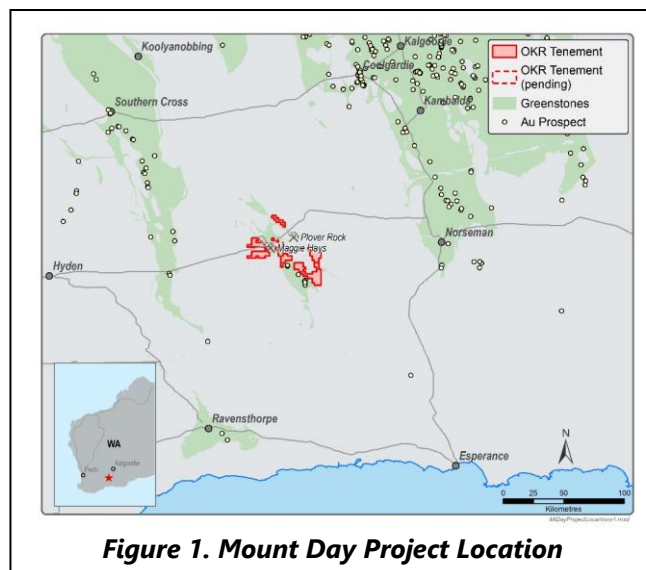 Koolyanobbing
Kalgoorlie
Coolgardie
Southern Cross
Kambalda
OKR Tenement
OKR Tenement
(pending)
Greenstones
Au Prospect
Plover Rock
Maggie Hays
Norseman
Hyden
Ravensthorpe
Esperance
WA
Perth
Kalgoorlie
N
0 25 50 100
Kilometres
Figure 1. Mount Day Project Location